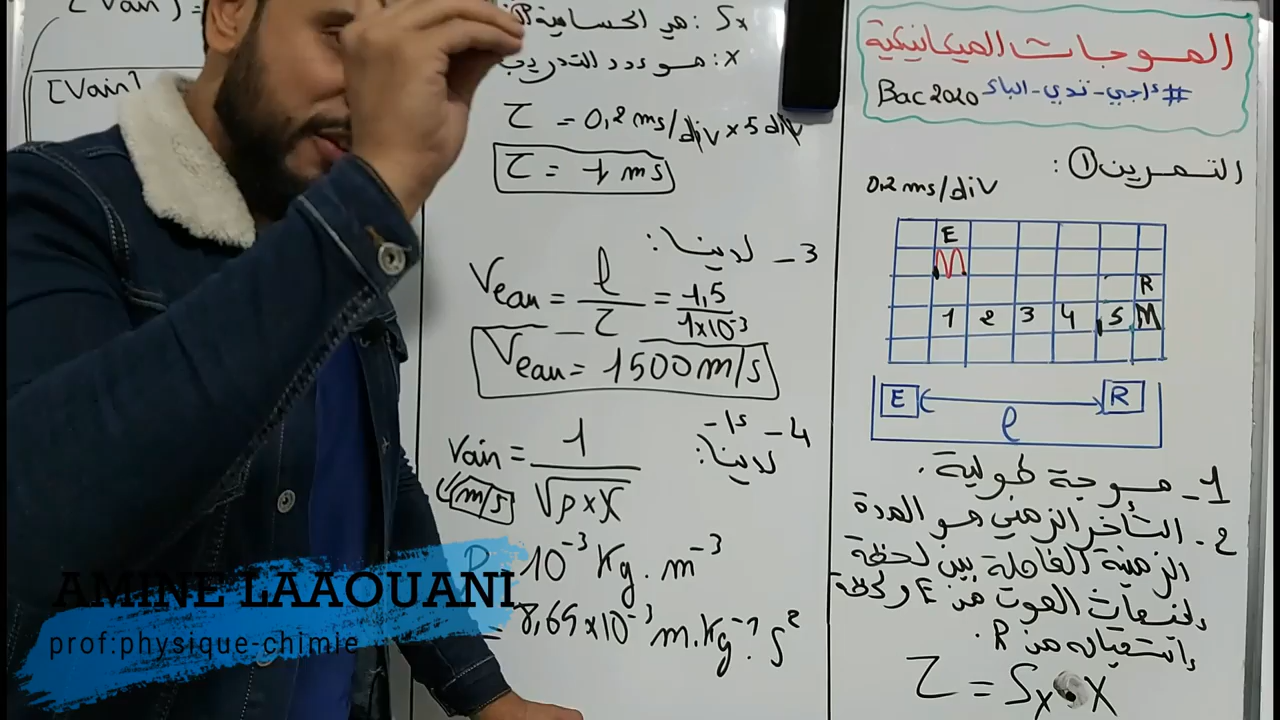 الموجات الميكانيكية
#أجي-تدي-الباك Bac 2020
التمرين ①:
0,2 ms/div
E
R
1 2 3 4 5
E R
ℓ
1- موجة طولية.
2- التأخر الزمني هو المدة
الزمنية الفاصلة بين لحظة
انبعاث الصوت من E ولحظة
استقباله من R.
τ = Sx · X
Sx : هي الحساسية
X : هو عدد التدريجات
τ = 0,2 ms/div × 5 div
τ = 1 ms
3- لدينا:
Veau = ℓ/τ = 1,5/1×10⁻³
Veau = 1500 m/s
4- 1-
لدينا:
Vair = 1/√ρ×χ
(m/s)
10⁻³ Kg. m⁻³
= 8,65×10⁻³ m.Kg⁻¹. S²
[Vair] =
[Vair]
AMINE LAAOUANI
prof:physique-chimie